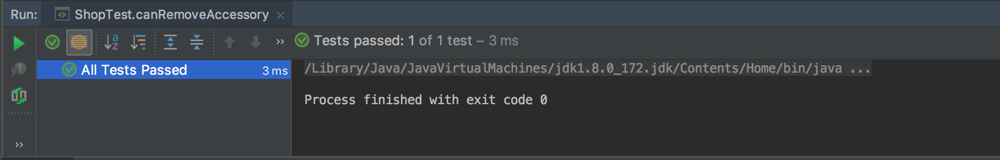 Run: ShopTest.canRemoveAccessory
Tests passed: 1 of 1 test – 3 ms
All Tests Passed 3 ms
/Library/Java/JavaVirtualMachines/jdk1.8.0_172.jdk/Contents/Home/bin/java ...
Process finished with exit code 0